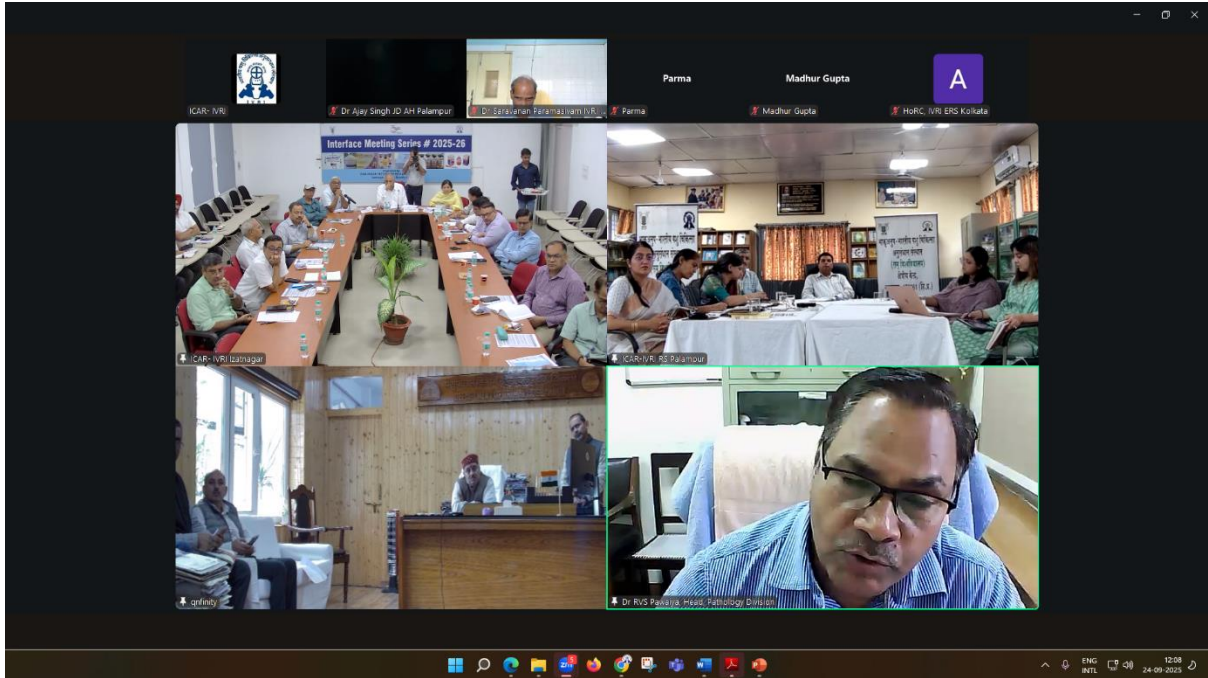 ICAR- IVRI
Dr Ajay Singh JD AH Palampur
Dr Saravanan Paramasivam IVR
Parma
Parma
Madhur Gupta
Madhur Gupta
A
HoRC, IVRI ERS Kolkata
Interface Meeting Series # 2025-26
ICAR- IVRI Izatnagar
ICAR-IVRI RS Palampur
qnfinity
Dr RVS Pawaiya, Head, Pathology Division
ENG
INTL
12:08
24-09-2025